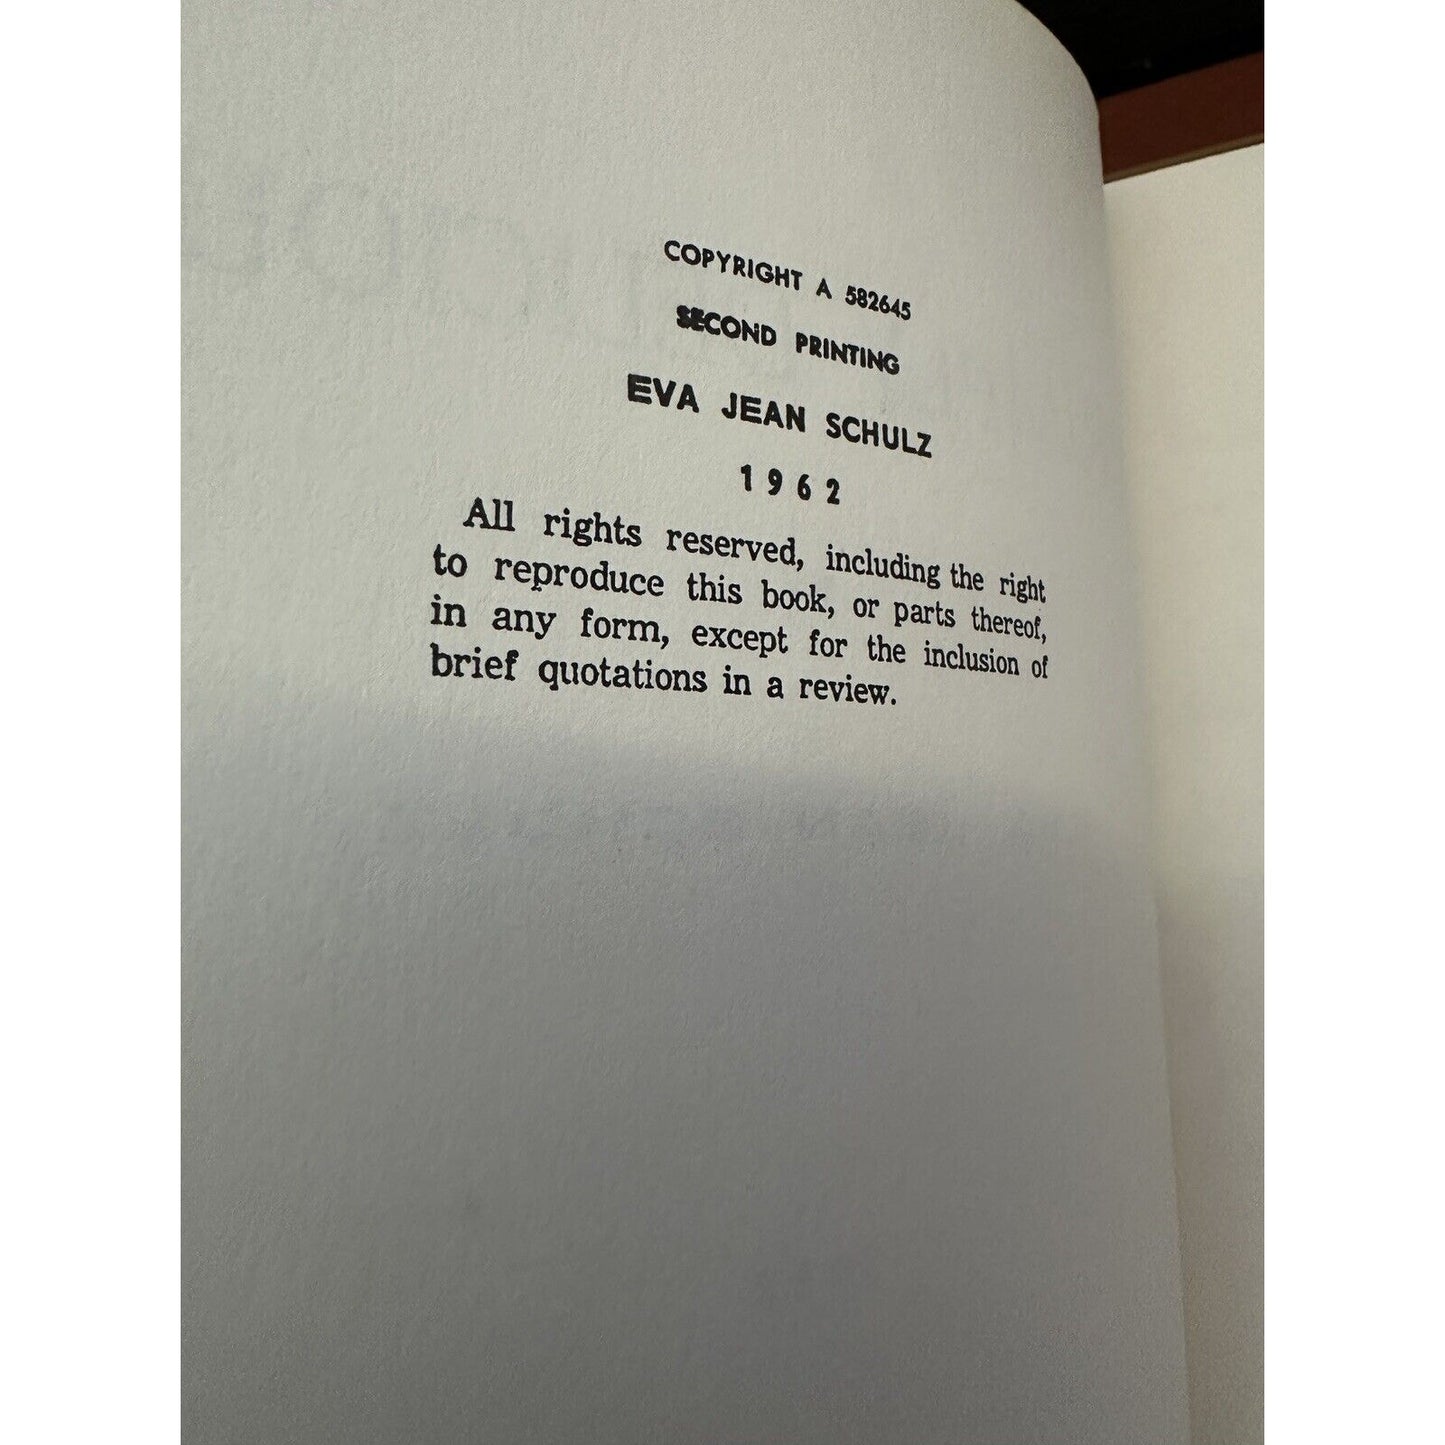 COPYRIGHT A 582645
SECOND PRINTING
EVA JEAN SCHULZ
1962
All rights reserved, including the right
to reproduce this book, or parts thereof,
in any form, except for the inclusion of
brief quotations in a review.